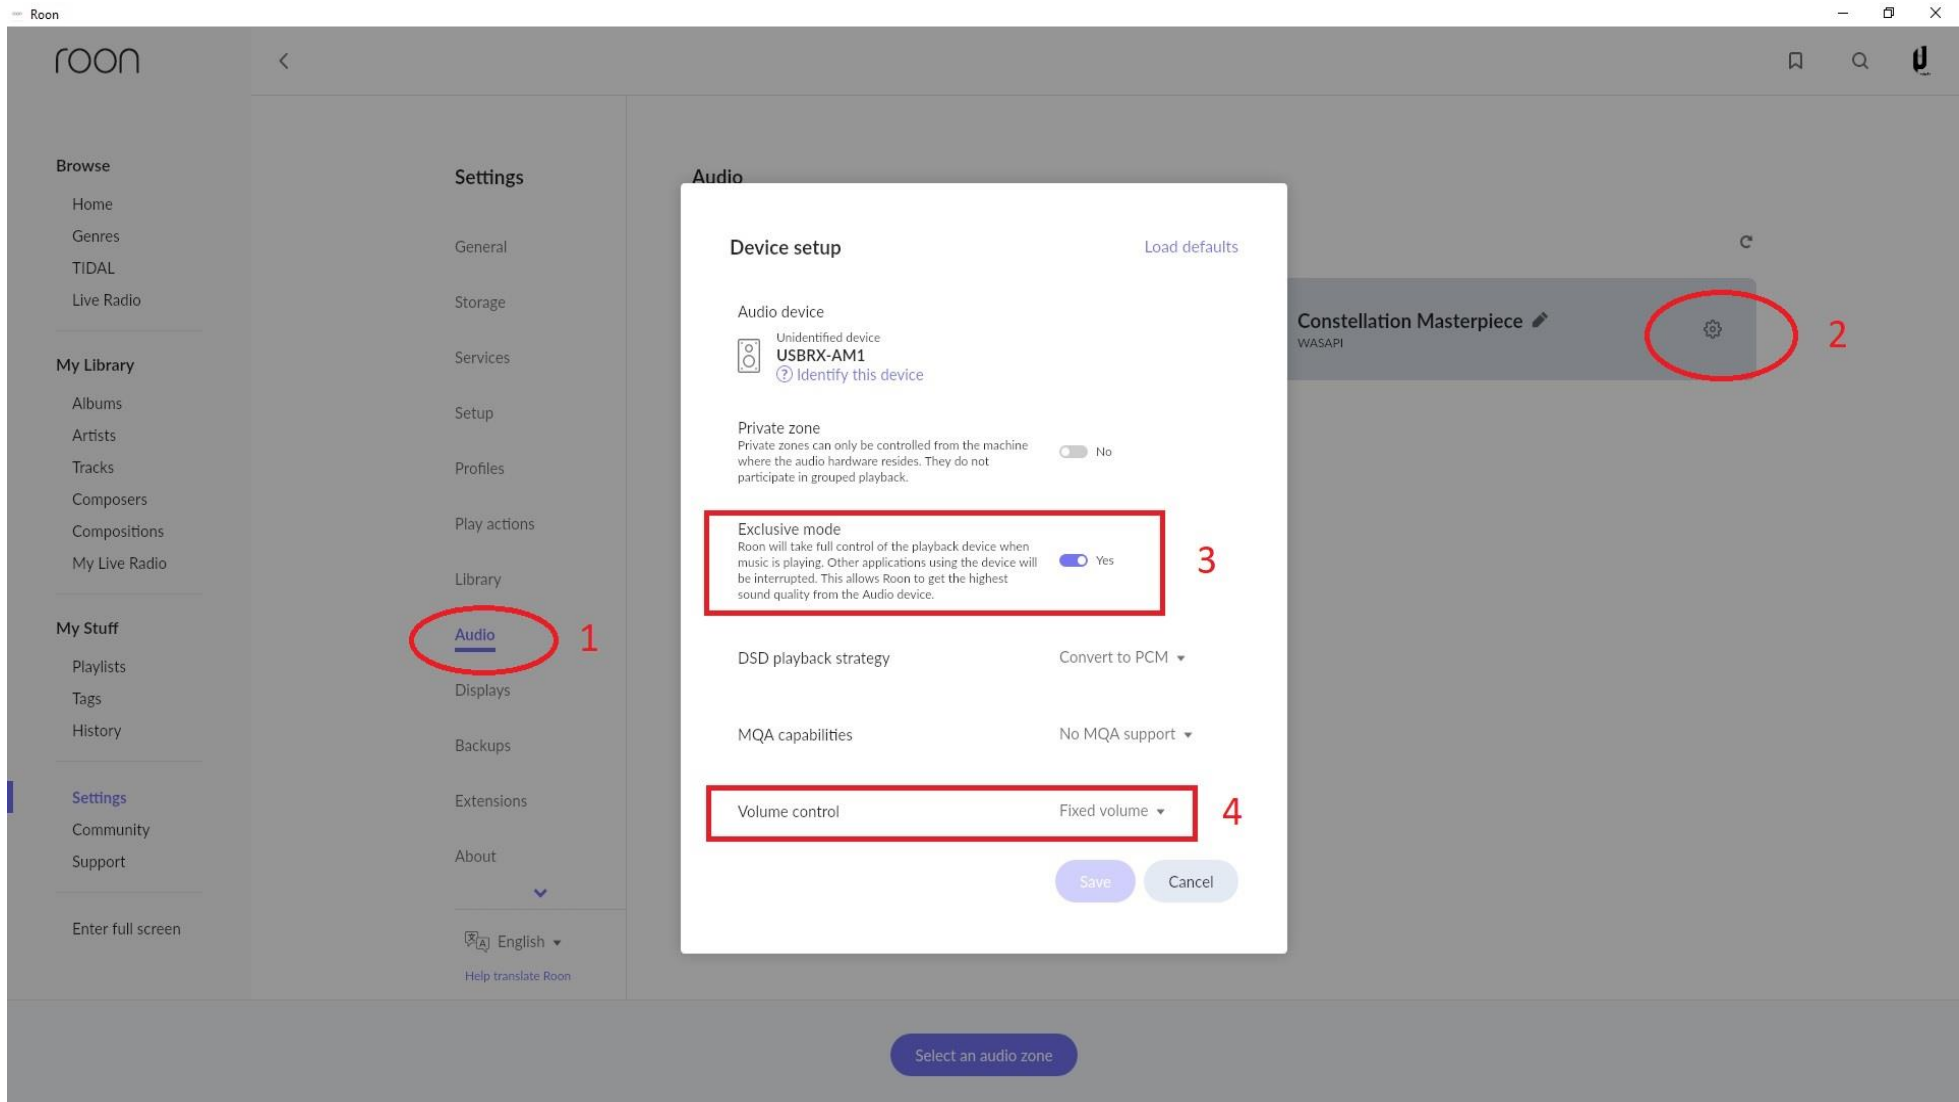 Roon
roon
Browse
Home
Genres
TIDAL
Live Radio
My Library
Albums
Artists
Tracks
Composers
Compositions
My Live Radio
My Stuff
Playlists
Tags
History
Settings
Community
Support
Enter full screen
Settings
General
Storage
Services
Setup
Profiles
Play actions
Library
Audio
1
Displays
Backups
Extensions
About
English
Help translate Roon
Audio
Device setup
Load defaults
Audio device
Unidentified device
USBRX-AM1
? Identify this device
Private zone
Private zones can only be controlled from the machine
where the audio hardware resides. They do not
participate in grouped playback.
No
Exclusive mode
Roon will take full control of the playback device when
music is playing. Other applications using the device will
be interrupted. This allows Roon to get the highest
sound quality from the Audio device.
Yes
3
DSD playback strategy
Convert to PCM
MQA capabilities
No MQA support
Volume control
Fixed volume
4
Save
Cancel
Constellation Masterpiece
WASAPI
2
Select an audio zone